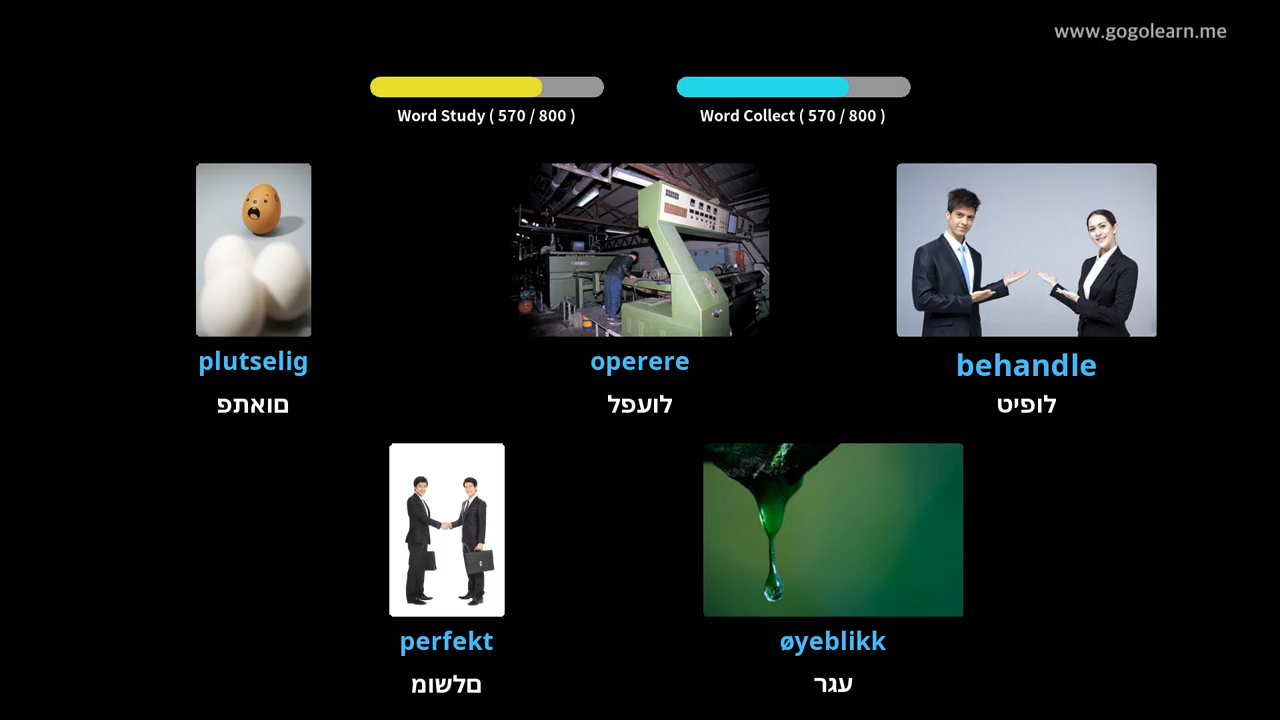 www.gogolearn.me
Word Study ( 570 / 800 )
Word Collect ( 570 / 800 )
plutselig
operere
behandle
פתאום
לפעול
טיפול
perfekt
øyeblikk
מושלם
רגע